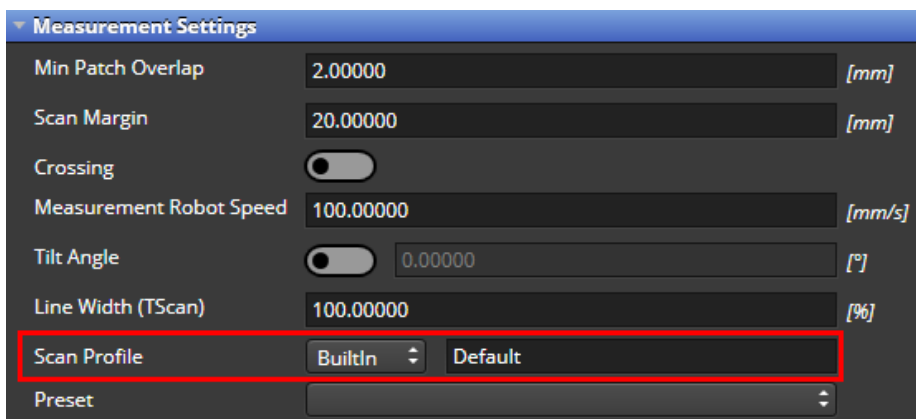 Measurement Settings
Min Patch Overlap 2.00000 [mm]
Scan Margin 20.00000 [mm]
Crossing
Measurement Robot Speed 100.00000 [mm/s]
Tilt Angle 0.00000 [°]
Line Width (TScan) 100.00000 [%]
Scan Profile BuiltIn Default
Preset